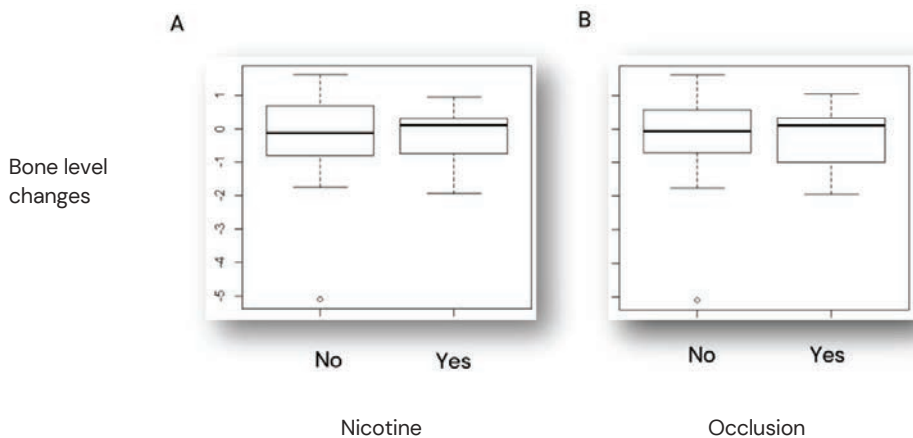 A
B
Bone level
changes
1
0
-1
-2
-3
-4
-5
No
Yes
No
Yes
Nicotine
Occlusion